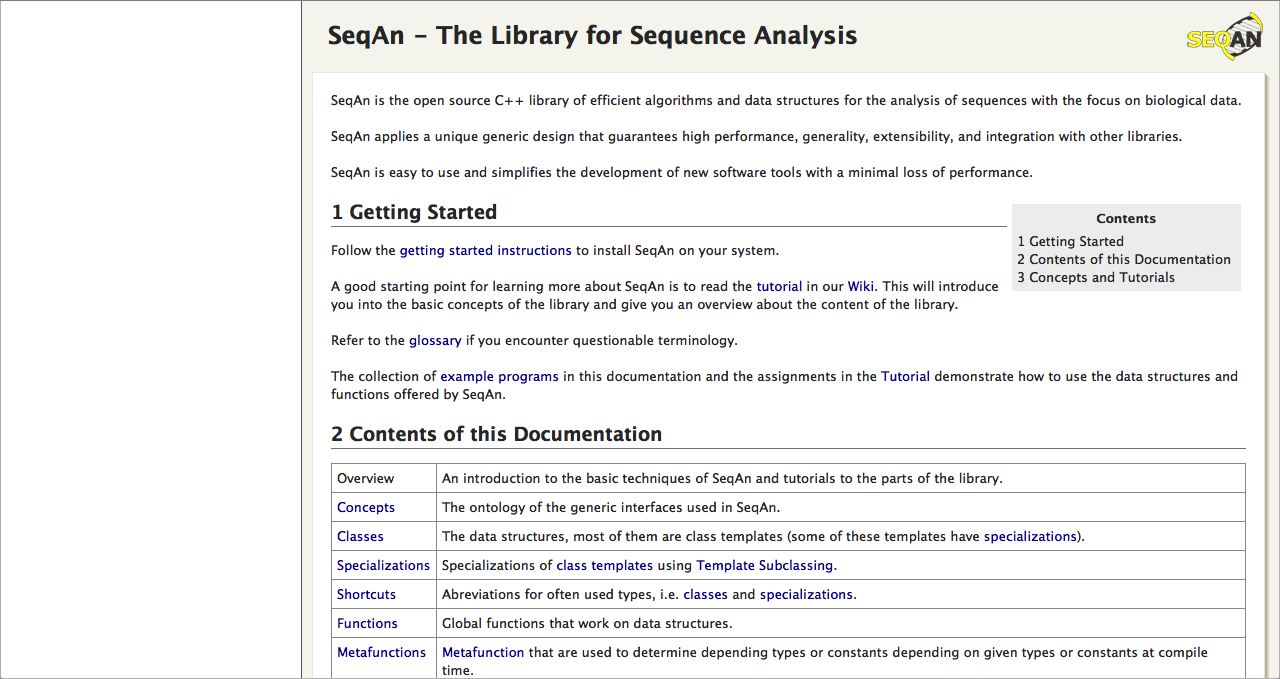 SeqAn - The Library for Sequence Analysis
SEQAN
SeqAn is the open source C++ library of efficient algorithms and data structures for the analysis of sequences with the focus on biological data.
SeqAn applies a unique generic design that guarantees high performance, generality, extensibility, and integration with other libraries.
SeqAn is easy to use and simplifies the development of new software tools with a minimal loss of performance.
1 Getting Started
Contents
1 Getting Started
2 Contents of this Documentation
3 Concepts and Tutorials
Follow the getting started instructions to install SeqAn on your system.
A good starting point for learning more about SeqAn is to read the tutorial in our Wiki. This will introduce
you into the basic concepts of the library and give you an overview about the content of the library.
Refer to the glossary if you encounter questionable terminology.
The collection of example programs in this documentation and the assignments in the Tutorial demonstrate how to use the data structures and
functions offered by SeqAn.
2 Contents of this Documentation
Overview An introduction to the basic techniques of SeqAn and tutorials to the parts of the library.
Concepts The ontology of the generic interfaces used in SeqAn.
Classes The data structures, most of them are class templates (some of these templates have specializations).
Specializations Specializations of class templates using Template Subclassing.
Shortcuts Abreviations for often used types, i.e. classes and specializations.
Functions Global functions that work on data structures.
Metafunctions Metafunction that are used to determine depending types or constants depending on given types or constants at compile
time.